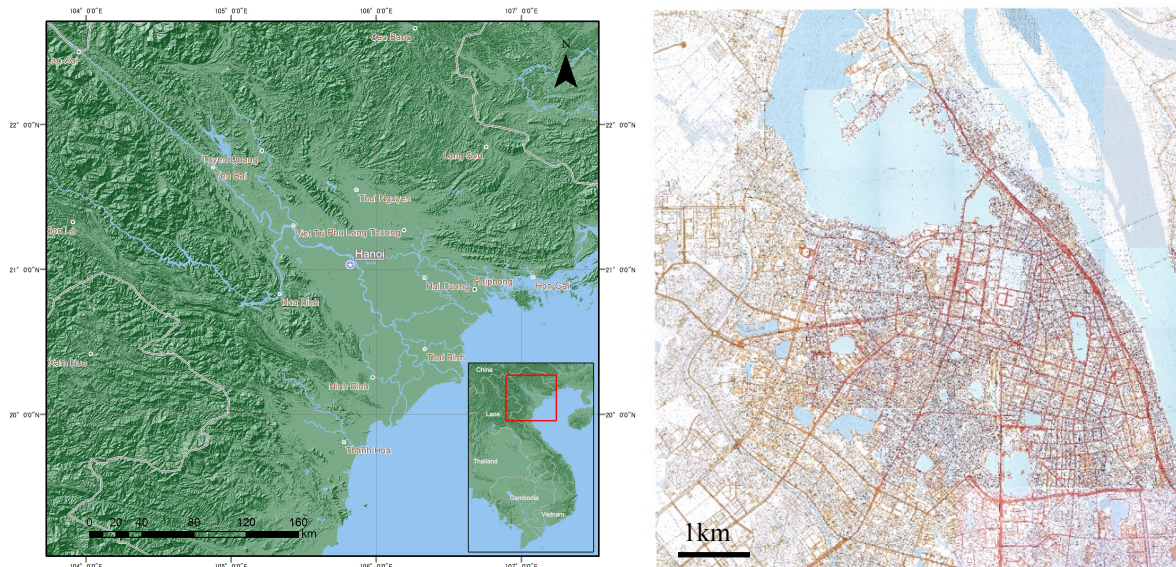 104° 0'0"E
105° 0'0"E
106° 0'0"E
107° 0'0"E
Cao Bang
Lao Cai
N
22° 0'0"N
22° 0'0"N
Lang Son
Tuyen Quang
Yen Bai
Thai Nguyen
Son La
Viet Tri
Phu Lang Thuong
Hanoi
21° 0'0"N
21° 0'0"N
Hai Duong
Haiphong
Hon Gai
Hoa Binh
Thai Binh
Ninh Binh
China
20° 0'0"N
20° 0'0"N
Laos
Thanh Hoa
Thailand
Cambodia
Vietnam
0 20 40 80 120 160
km
104° 0'0"E
105° 0'0"E
106° 0'0"E
107° 0'0"E
1km